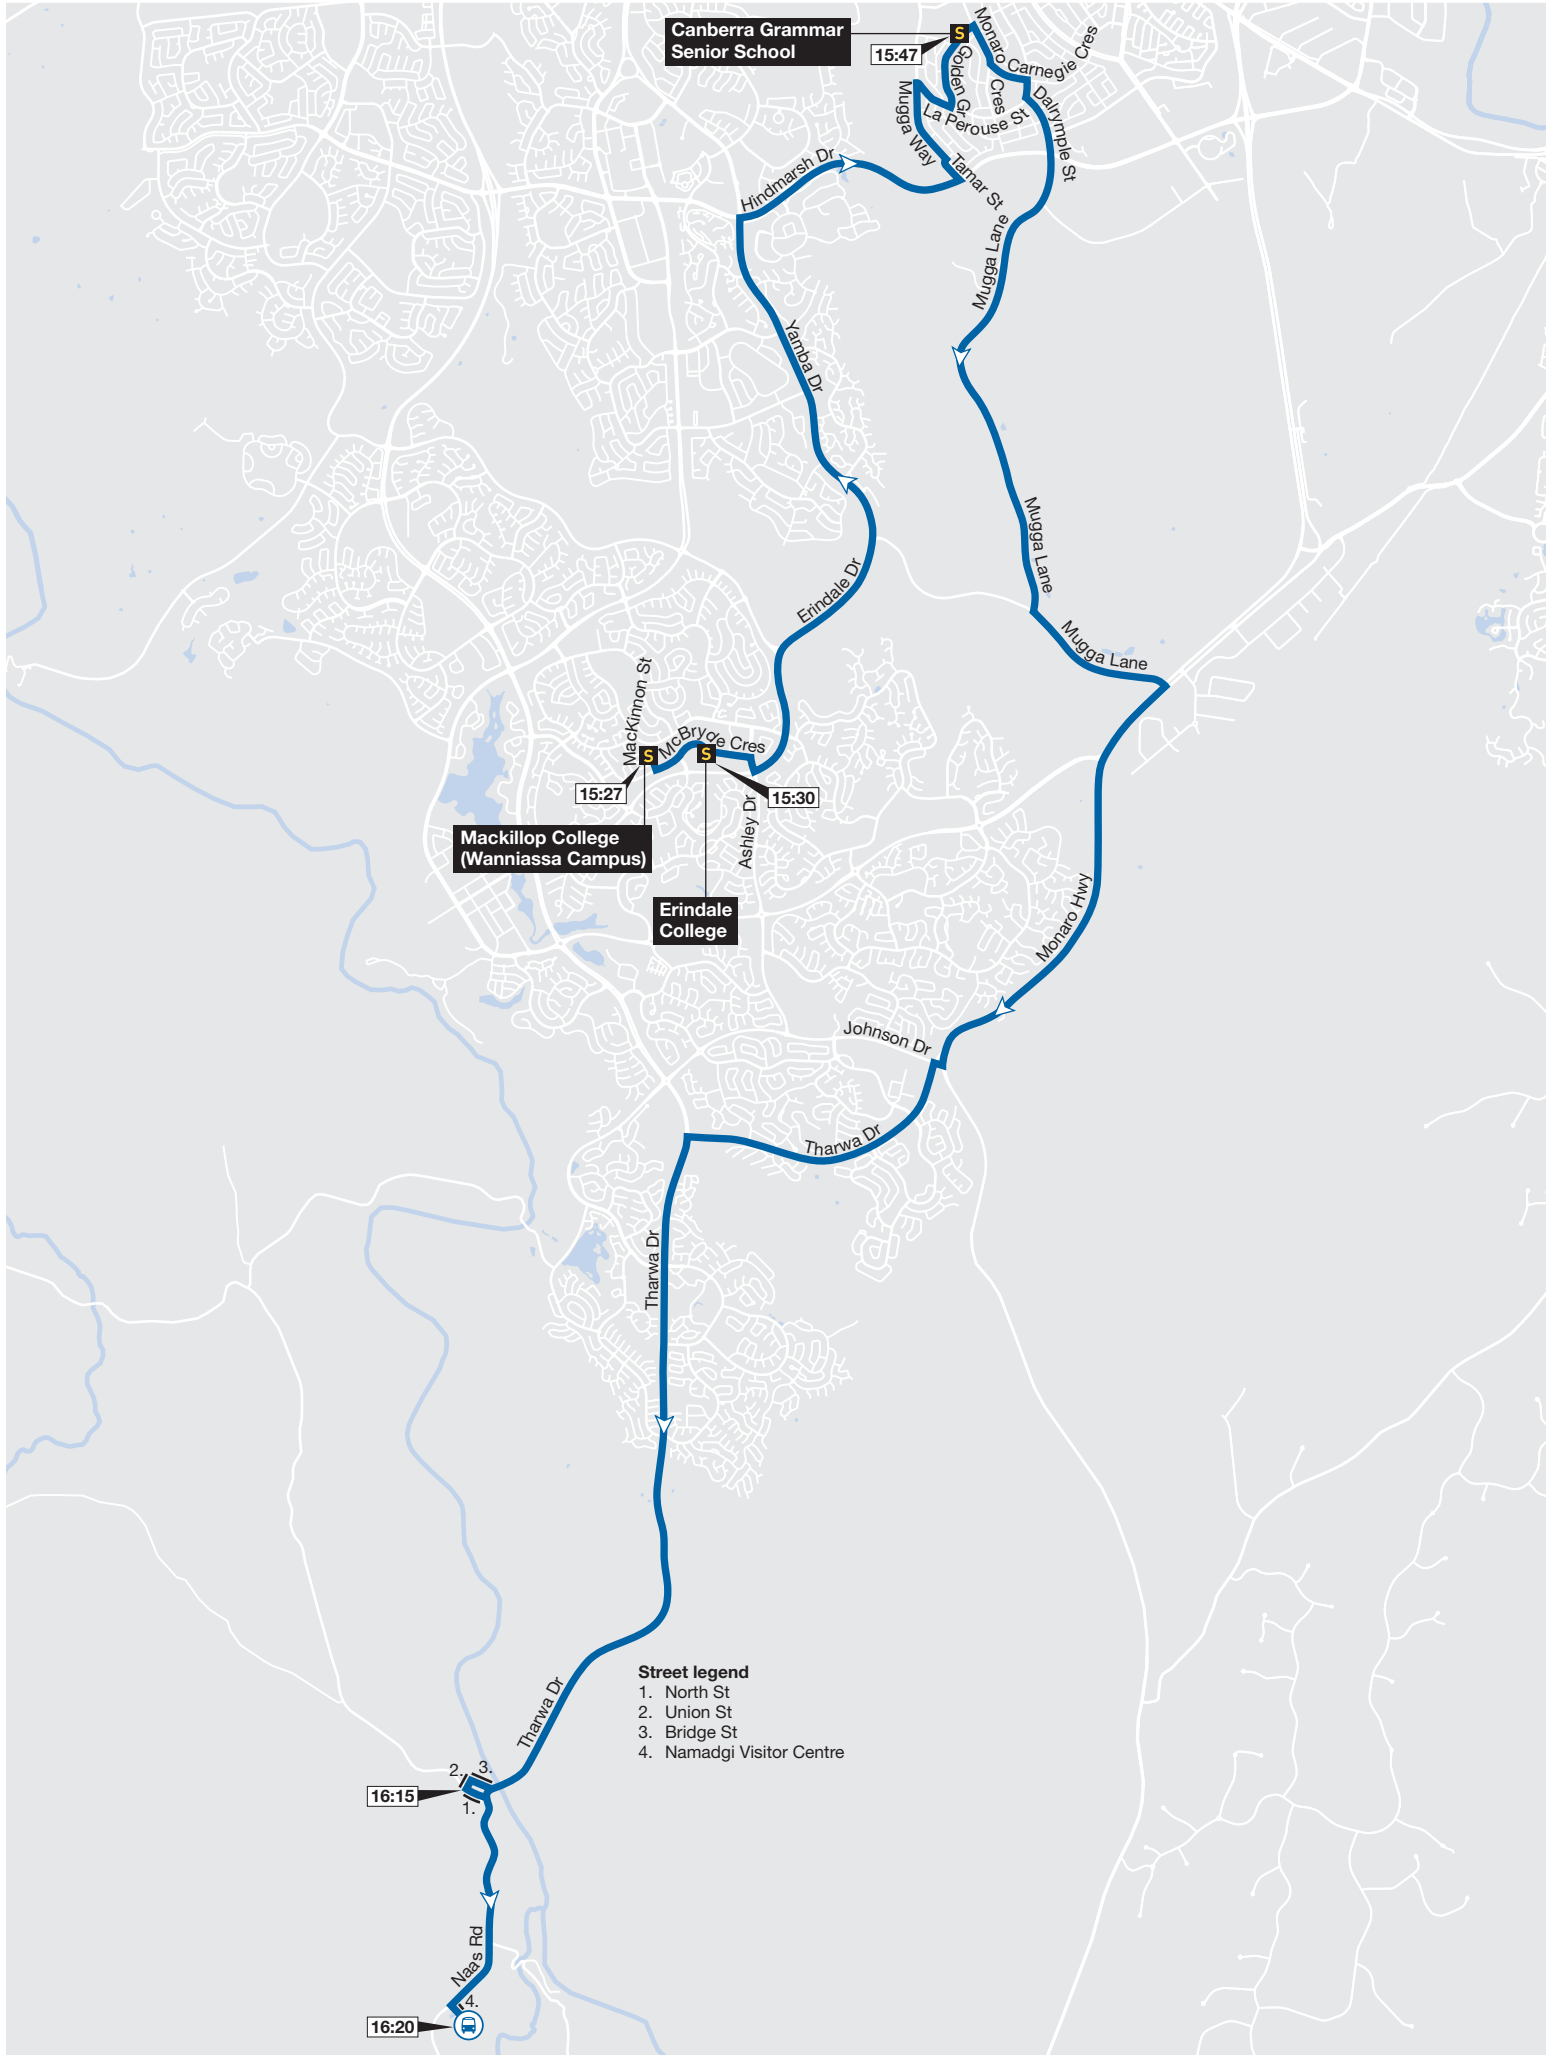 Canberra Grammar
Senior School
S
15:47
Monaro
Cres
Carnegie Cres
Golden Gr
La Perouse St
Mugga Way
Dalrymple St
Tamar St
Hindmarsh Dr
Mugga Lane
Yamba Dr
Mugga Lane
Erindale Dr
Mugga Lane
MacKinnon St
McBryde Cres
S
S
15:27
15:30
Ashley Dr
Mackillop College
(Wanniassa Campus)
Erindale
College
Monaro Hwy
Johnson Dr
Tharwa Dr
Tharwa Dr
Tharwa Dr
Street legend
1. North St
2. Union St
3. Bridge St
4. Namadgi Visitor Centre
2.
3.
16:15
1.
Naa's Rd
4.
16:20